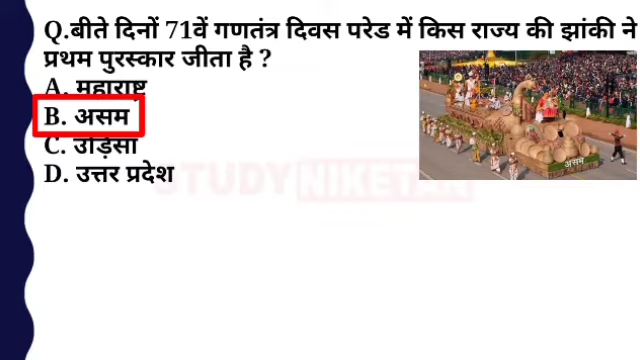 Q.बीते दिनों 71वें गणतंत्र दिवस परेड में किस राज्य की झांकी ने
प्रथम पुरस्कार जीता है ?
A. महाराष्ट्र
B. असम
C. उड़िसा
D. उत्तर प्रदेश
STUDY NIKETAN
असम